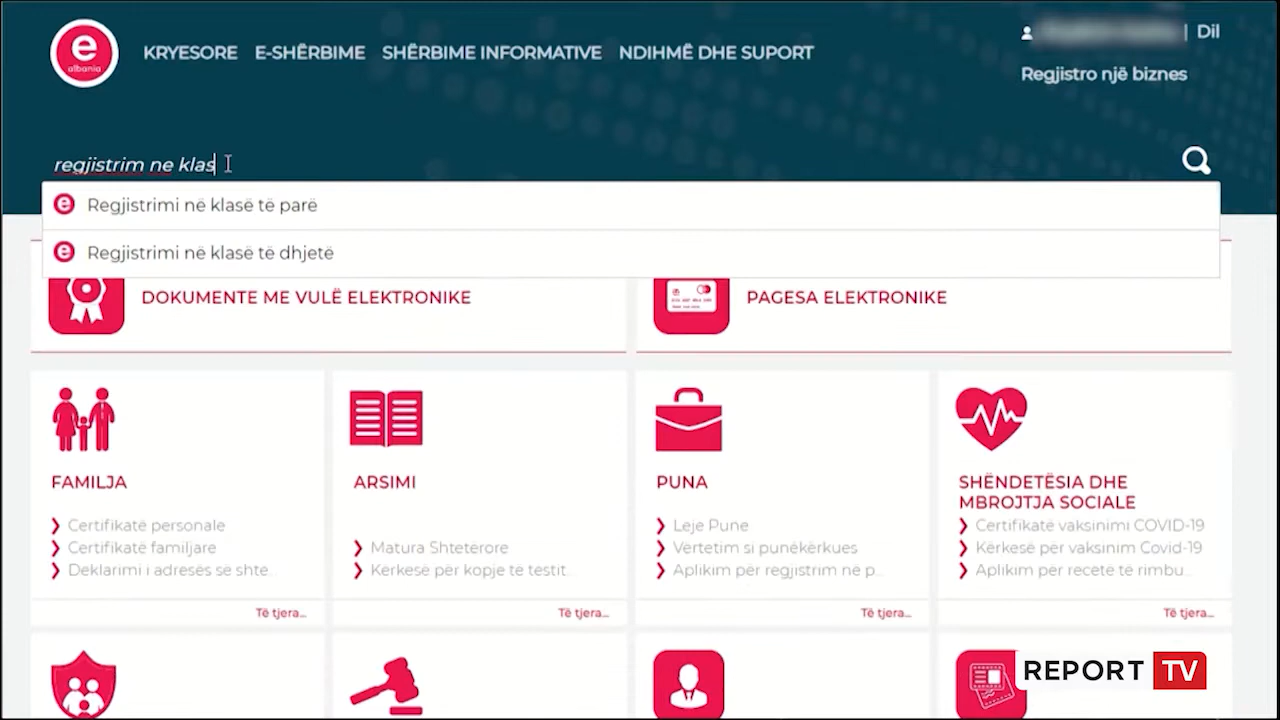 e
albania
KRYESORE E-SHËRBIME SHËRBIME INFORMATIVE NDIHMË DHE SUPORT
| Dil
Regjistro një biznes
regjistrim ne klas
Regjistrimi në klasë të parë
Regjistrimi në klasë të dhjetë
DOKUMENTE ME VULË ELEKTRONIKE
PAGESA ELEKTRONIKE
FAMILJA
Certifikatë personale
Certifikatë familjare
Deklarimi i adresës së shte...
Të tjera...
ARSIMI
Matura Shtetërore
Kërkesë për kopje të testit...
Të tjera...
PUNA
Leje Pune
Vërtetim si punëkërkues
Aplikim për regjistrim në p...
Të tjera...
SHËNDETËSIA DHE
MBROJTJA SOCIALE
Certifikatë vaksinimi COVID-19
Kërkesë për vaksinim Covid-19
Aplikim për recetë të rimbu...
Të tjera...
REPORT TV